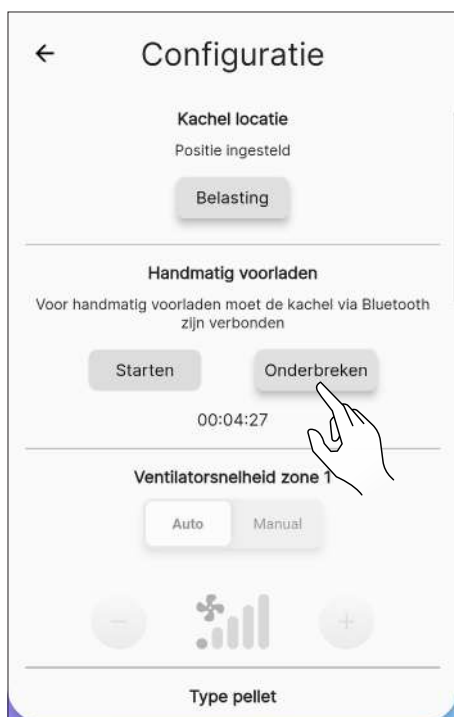 Configuratie
Kachel locatie
Positie ingesteld
Belasting
Handmatig voorladen
Voor handmatig voorladen moet de kachel via Bluetooth
zijn verbonden
Starten Onderbreken
00:04:27
Ventilatorsnelheid zone 1
Auto Manual
Type pellet